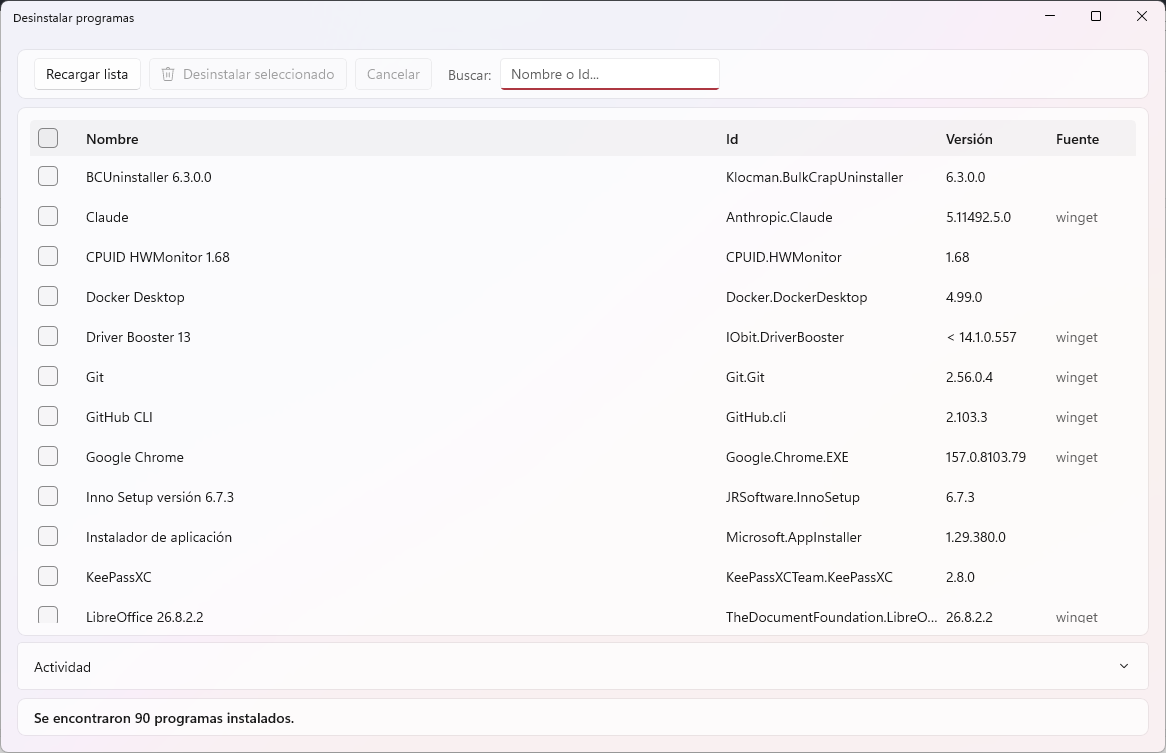 Desinstalar programas
Recargar lista Desinstalar seleccionado Cancelar Buscar: Nombre o Id...
Nombre Id Versión Fuente
BCUninstaller 6.3.0.0 Klocman.BulkCrapUninstaller 6.3.0.0
Claude Anthropic.Claude 5.11492.5.0 winget
CPUID HWMonitor 1.68 CPUID.HWMonitor 1.68
Docker Desktop Docker.DockerDesktop 4.99.0
Driver Booster 13 IObit.DriverBooster < 14.1.0.557 winget
Git Git.Git 2.56.0.4 winget
GitHub CLI GitHub.cli 2.103.3 winget
Google Chrome Google.Chrome.EXE 157.0.8103.79 winget
Inno Setup versión 6.7.3 JRSoftware.InnoSetup 6.7.3
Instalador de aplicación Microsoft.AppInstaller 1.29.380.0
KeePassXC KeePassXCTeam.KeePassXC 2.8.0
LibreOffice 26.8.2.2 TheDocumentFoundation.LibreO... 26.8.2.2 winget
Actividad
Se encontraron 90 programas instalados.